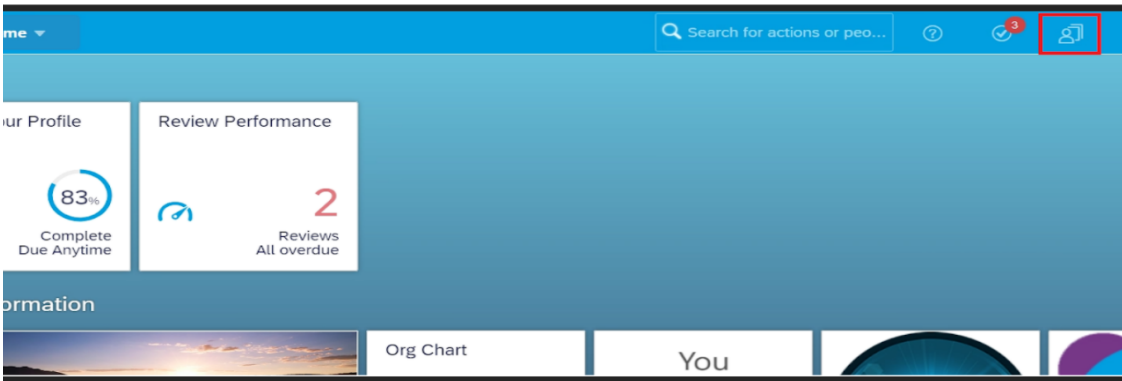 me
Search for actions or peo...
3
ur Profile
83%
Complete
Due Anytime
Review Performance
2
Reviews
All overdue
ormation
Org Chart
You